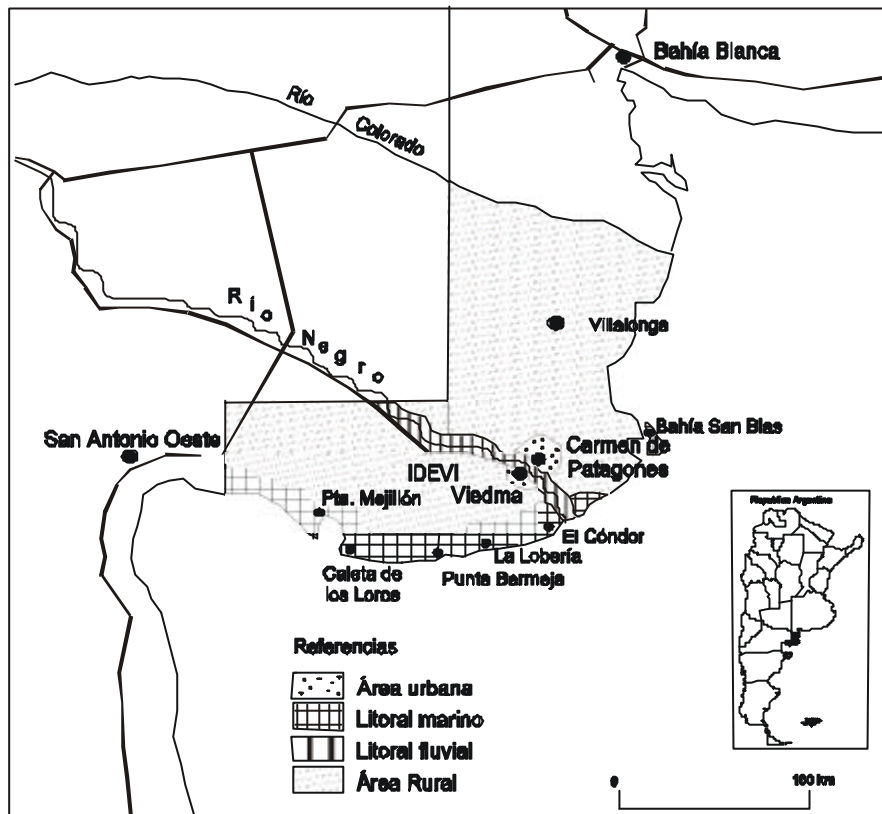 Bahía Blanca
Río
Colorado
Río
Negro
Villalonga
San Antonio Oeste
Bahía San Blas
Carmen de
Patagones
IDEVI
Viedma
Pta. Mejillón
El Cóndor
La Lobería
Caleta de
los Loros
Punta Bermeja
Republica Argentina
Referencias
Área urbana
Litoral marino
Litoral fluvial
Área Rural
0
100 km